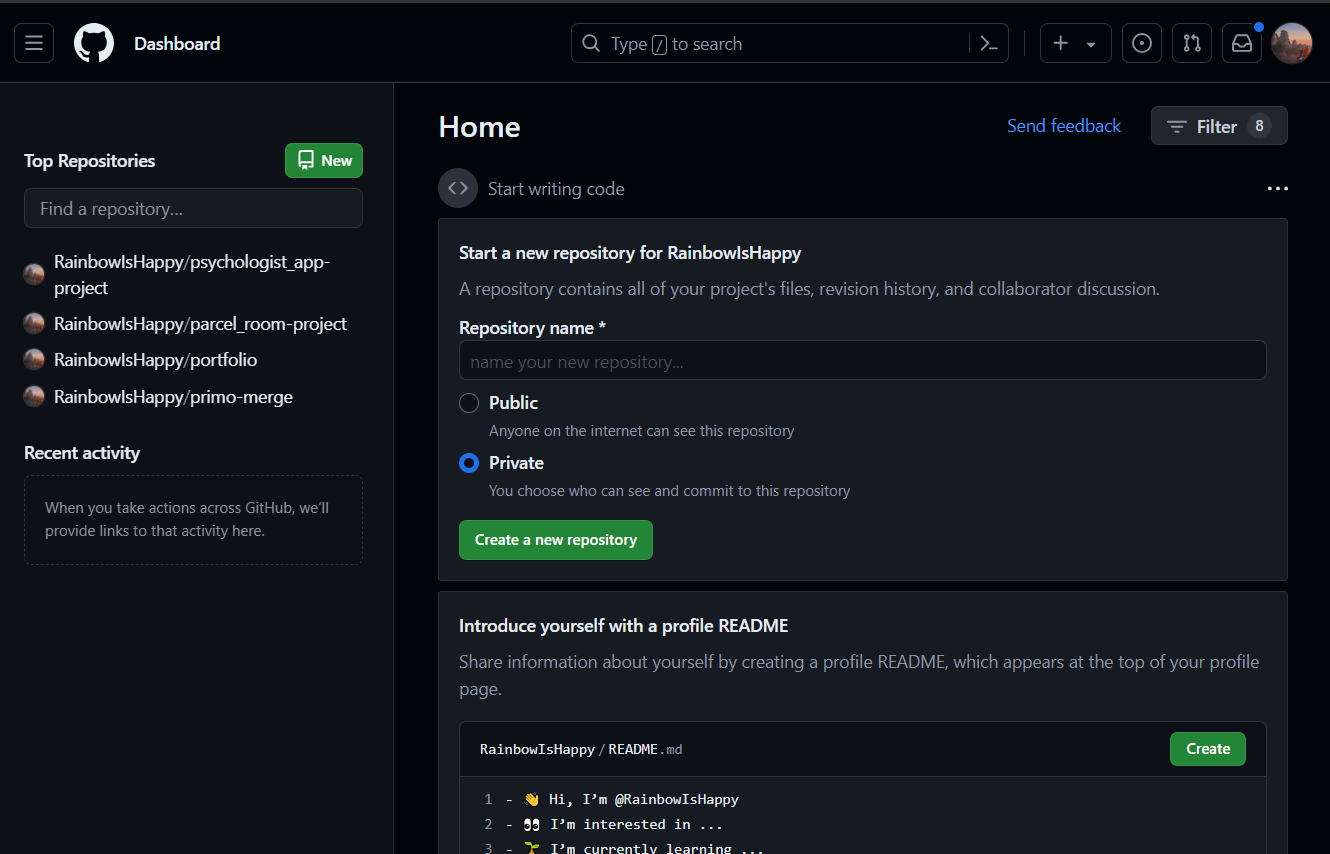 Dashboard
Type / to search
Top Repositories
New
Find a repository...
RainbowIsHappy/psychologist_app-
project
RainbowIsHappy/parcel_room-project
RainbowIsHappy/portfolio
RainbowIsHappy/primo-merge
Recent activity
When you take actions across GitHub, we’ll
provide links to that activity here.
Home
Send feedback
Filter 8
Start writing code
Start a new repository for RainbowIsHappy
A repository contains all of your project's files, revision history, and collaborator discussion.
Repository name *
name your new repository...
Public
Anyone on the internet can see this repository
Private
You choose who can see and commit to this repository
Create a new repository
Introduce yourself with a profile README
Share information about yourself by creating a profile README, which appears at the top of your profile
page.
RainbowIsHappy/README.md
Create
1 - 👋 Hi, I’m @RainbowIsHappy
2 - 👀 I’m interested in ...
3 - 🌱 I’m currently learning ...